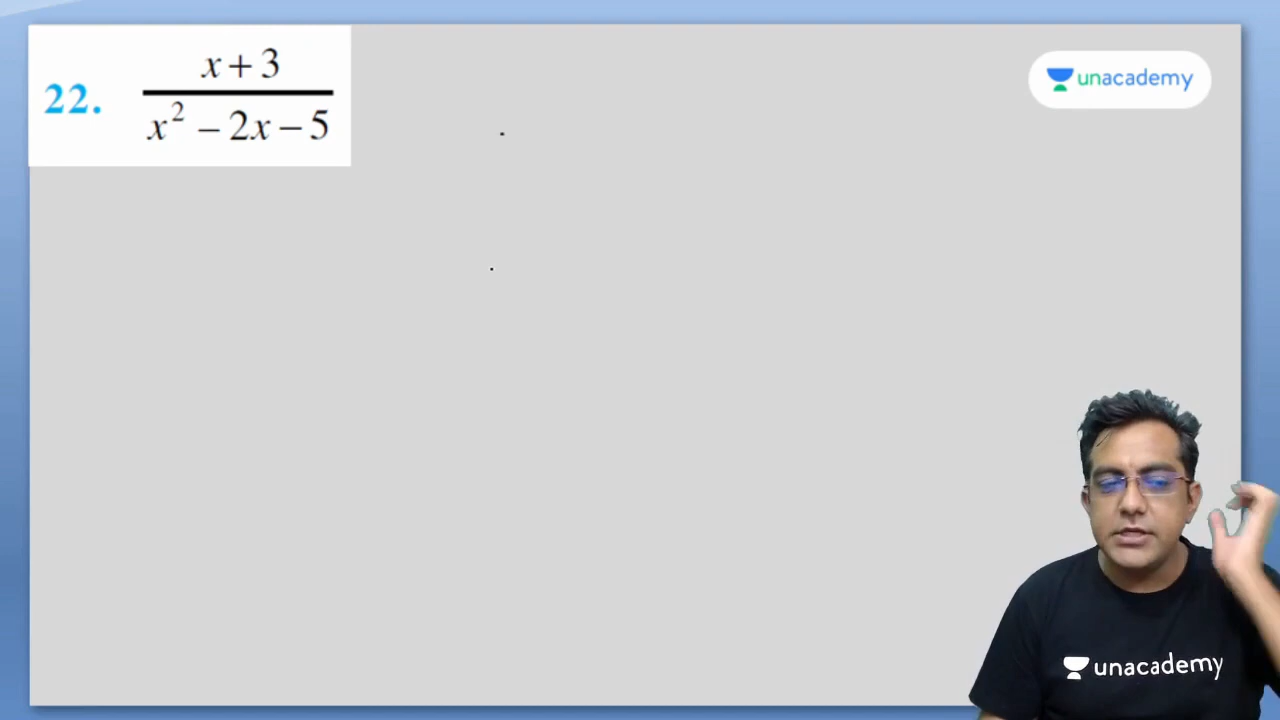 22. x + 3
x² – 2x – 5
unacademy
unacademy